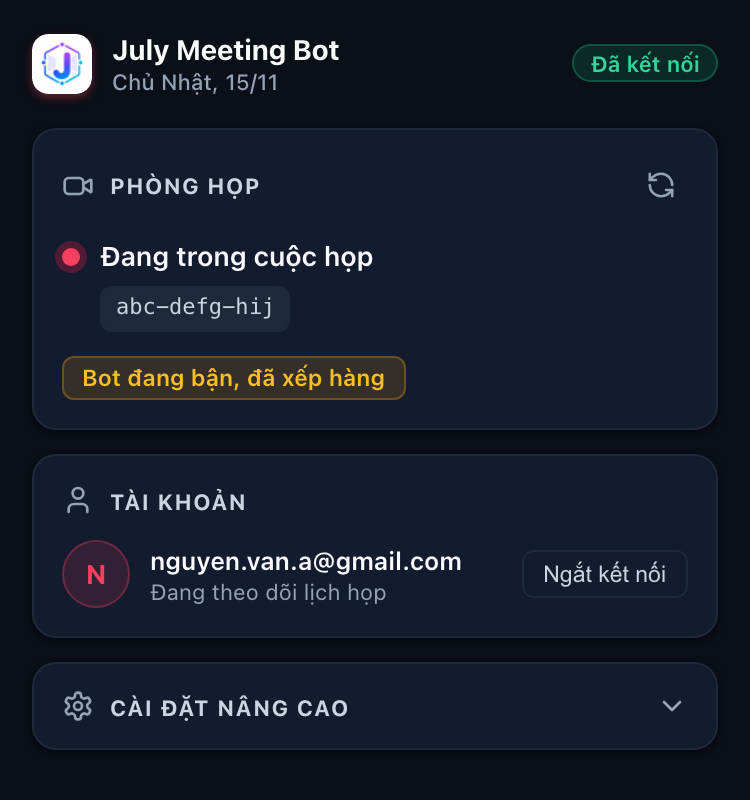 July Meeting Bot
Chủ Nhật, 15/11
Đã kết nối
PHÒNG HỌP
Đang trong cuộc họp
abc-defg-hij
Bot đang bận, đã xếp hàng
TÀI KHOẢN
N
nguyen.van.a@gmail.com
Đang theo dõi lịch họp
Ngắt kết nối
CÀI ĐẶT NÂNG CAO